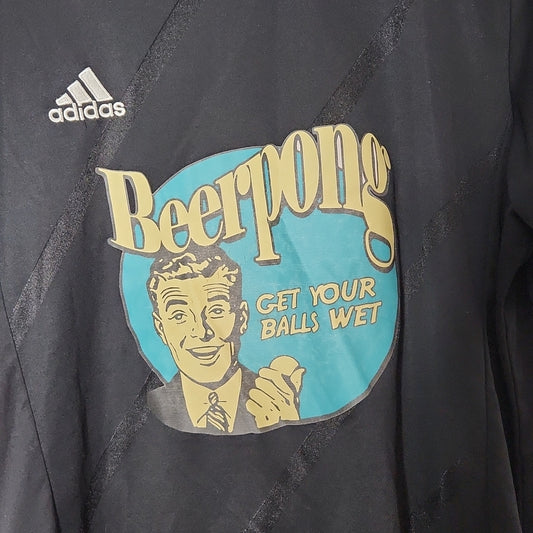 adidas
Beerpong
GET YOUR
BALLS WET